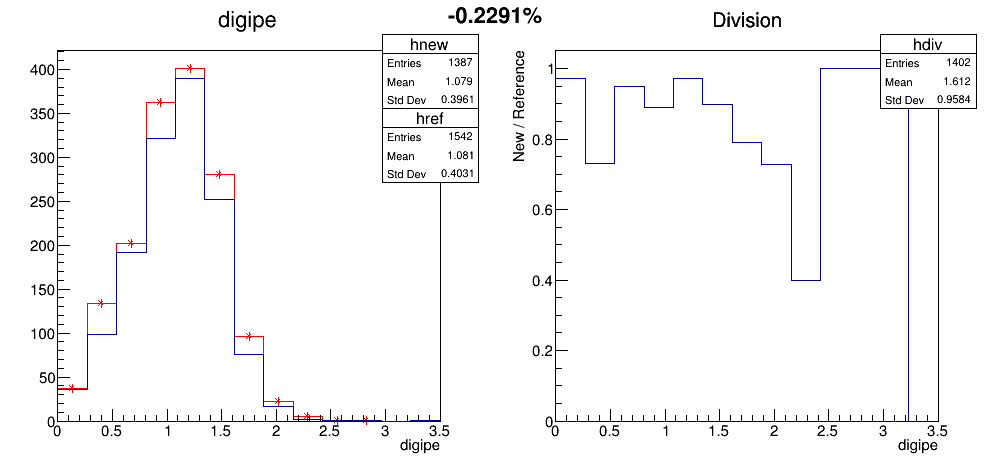 -0.2291%
digipe
hnew
Entries 1387
Mean 1.079
Std Dev 0.3961
href
Entries 1542
Mean 1.081
Std Dev 0.4031
400
350
300
250
200
150
100
50
0
0 0.5 1 1.5 2 2.5 3 3.5
digipe
Division
hdiv
Entries 1402
Mean 1.612
Std Dev 0.9584
New / Reference
1
0.8
0.6
0.4
0.2
0
0 0.5 1 1.5 2 2.5 3 3.5
digipe